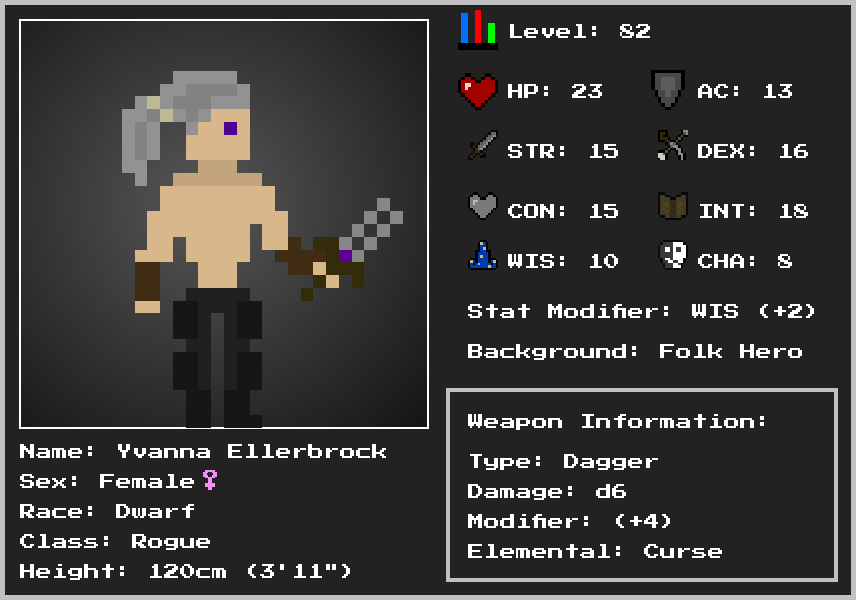 Level: 82
HP: 23
AC: 13
STR: 15
DEX: 16
CON: 15
INT: 18
WIS: 10
CHA: 8
Stat Modifier: WIS (+2)
Background: Folk Hero
Weapon Information:
Type: Dagger
Damage: d6
Modifier: (+4)
Elemental: Curse
Name: Yvanna Ellerbrock
Sex: Female♀
Race: Dwarf
Class: Rogue
Height: 120cm (3'11")